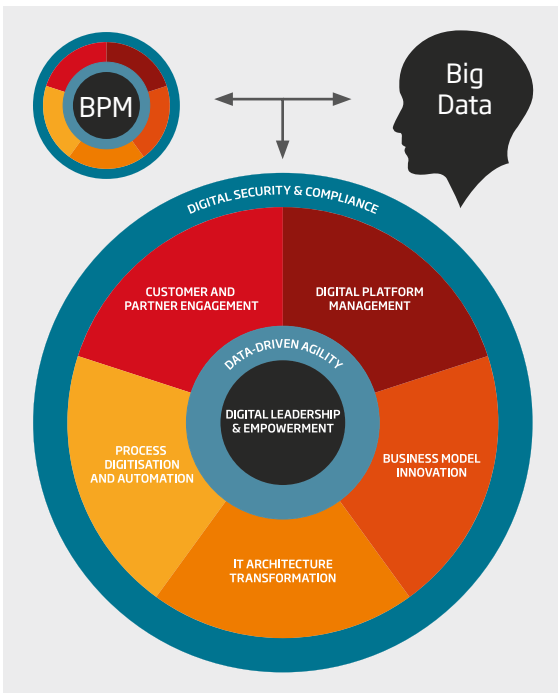 BPM
Big
Data
DIGITAL SECURITY & COMPLIANCE
CUSTOMER AND
PARTNER ENGAGEMENT
DIGITAL PLATFORM
MANAGEMENT
DATA-DRIVEN AGILITY
DIGITAL LEADERSHIP
& EMPOWERMENT
PROCESS
DIGITISATION
AND AUTOMATION
BUSINESS MODEL
INNOVATION
IT ARCHITECTURE
TRANSFORMATION